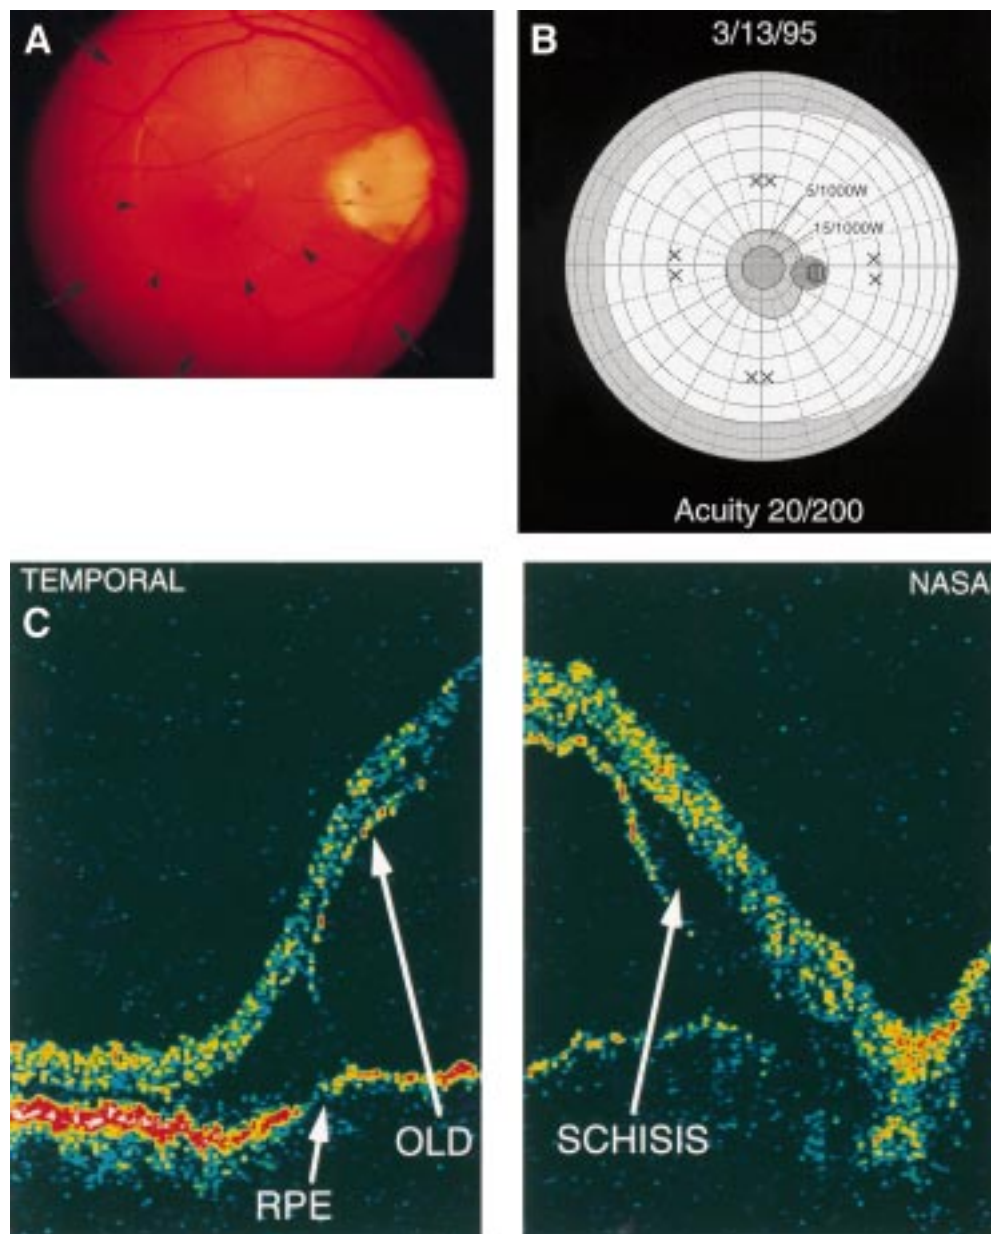 A
B
3/13/95
5/1000W
15/1000W
Acuity 20/200
TEMPORAL
NASA
C
OLD
SCHISIS
RPE